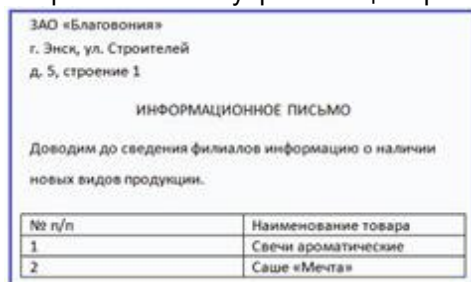 ЗАО «Благовония»
г. Энск, ул. Строителей
д. 5, строение 1
ИНФОРМАЦИОННОЕ ПИСЬМО
Доводим до сведения филиалов информацию о наличии
новых видов продукции.
№ п/п Наименование товара
1 Свечи ароматические
2 Саше «Мечта»